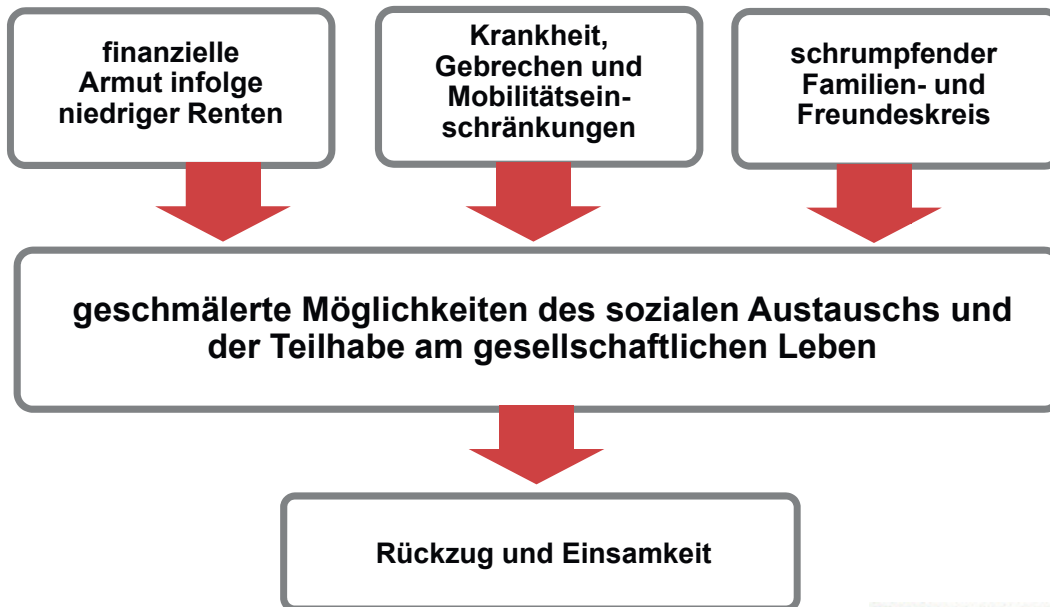 finanzielle
Armut infolge
niedriger Renten
Krankheit,
Gebrechen und
Mobilitätsein-
schränkungen
schrumpfender
Familien- und
Freundeskreis
geschmälerte Möglichkeiten des sozialen Austauschs und
der Teilhabe am gesellschaftlichen Leben
Rückzug und Einsamkeit